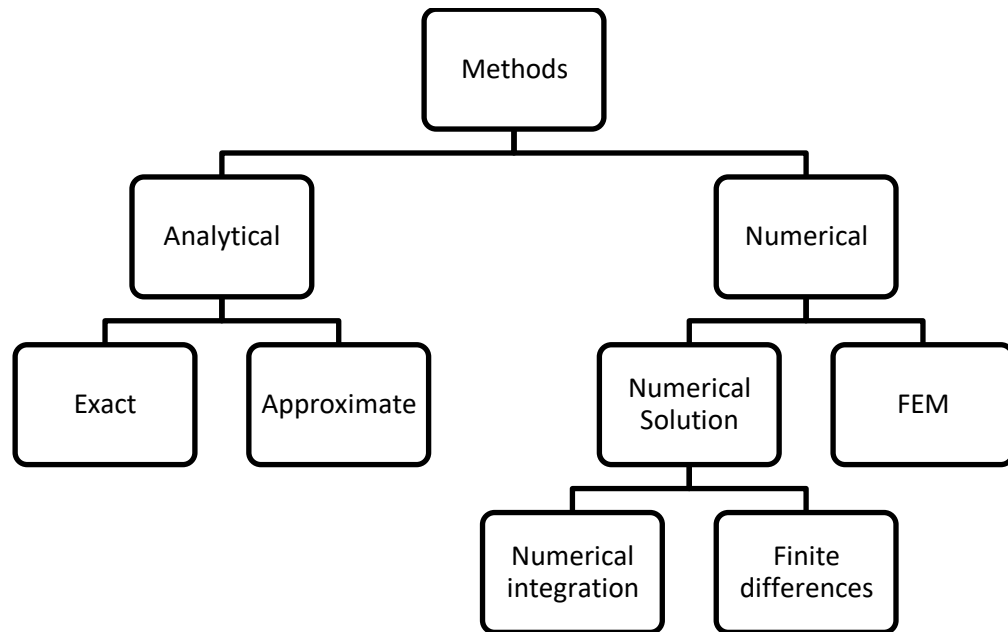 Methods
Analytical
Numerical
Exact
Approximate
Numerical
Solution
FEM
Numerical
integration
Finite
differences